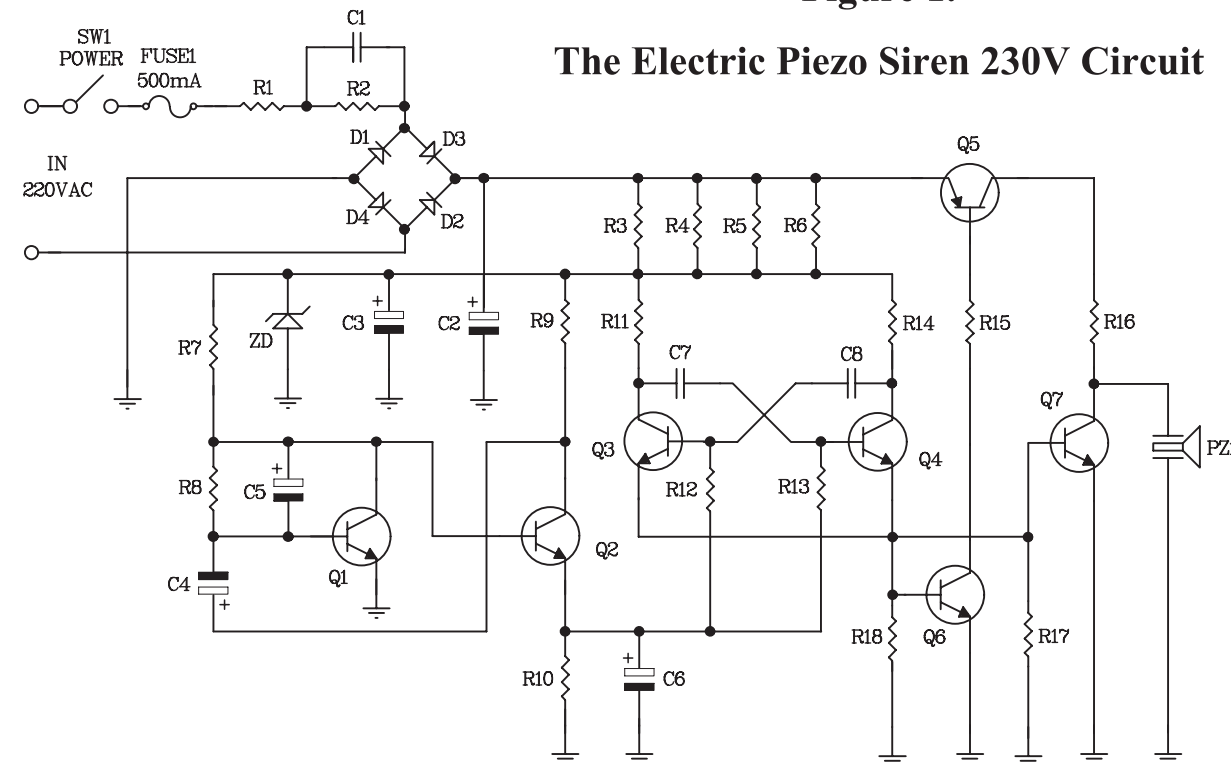 The Electric Piezo Siren 230V Circuit
C1
SW1
POWER
FUSE1
500mA
R1
R2
D1
D3
IN
220VAC
D4
D2
Q5
R3
R4
R5
R6
R7
ZD
C3
C2
R9
R11
R14
R15
R16
C7
C8
Q3
Q4
Q7
R8
C5
R12
R13
Q1
Q2
C4
R18
Q6
R17
R10
C6
+
+
+
+
+